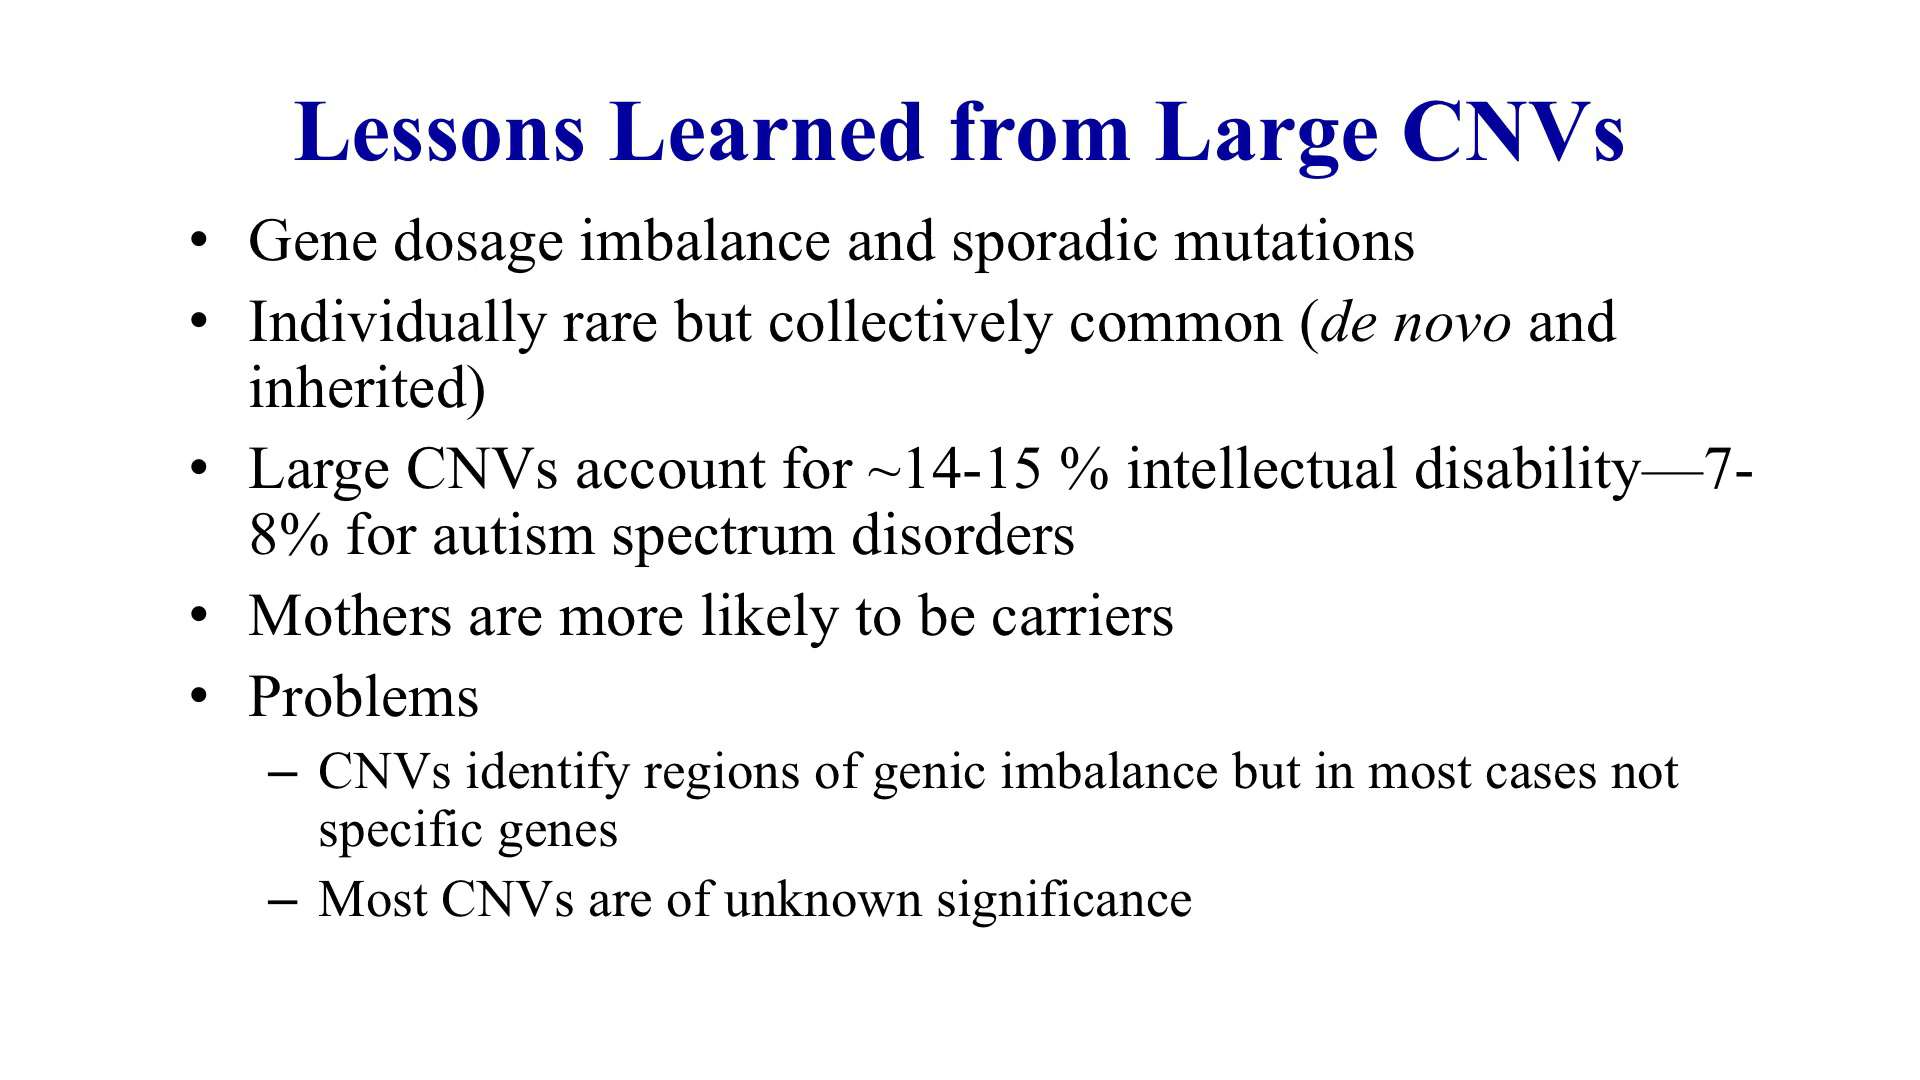 Lessons Learned from Large CNVs
• Gene dosage imbalance and sporadic mutations
• Individually rare but collectively common (de novo and
inherited)
• Large CNVs account for ~14-15 % intellectual disability—7-
8% for autism spectrum disorders
• Mothers are more likely to be carriers
• Problems
– CNVs identify regions of genic imbalance but in most cases not
specific genes
– Most CNVs are of unknown significance